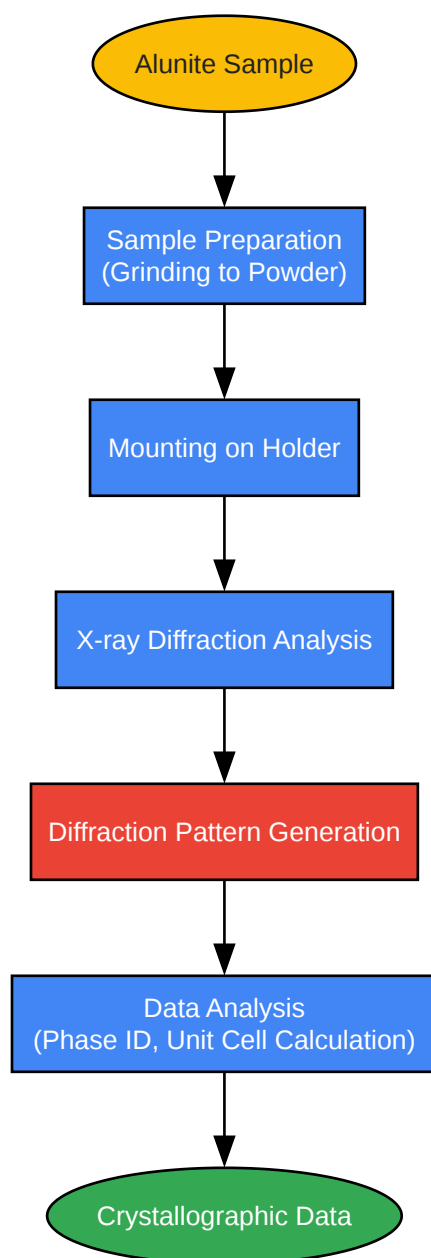 Alunite Sample
Sample Preparation
(Grinding to Powder)
Mounting on Holder
X-ray Diffraction Analysis
Diffraction Pattern Generation
Data Analysis
(Phase ID, Unit Cell Calculation)
Crystallographic Data